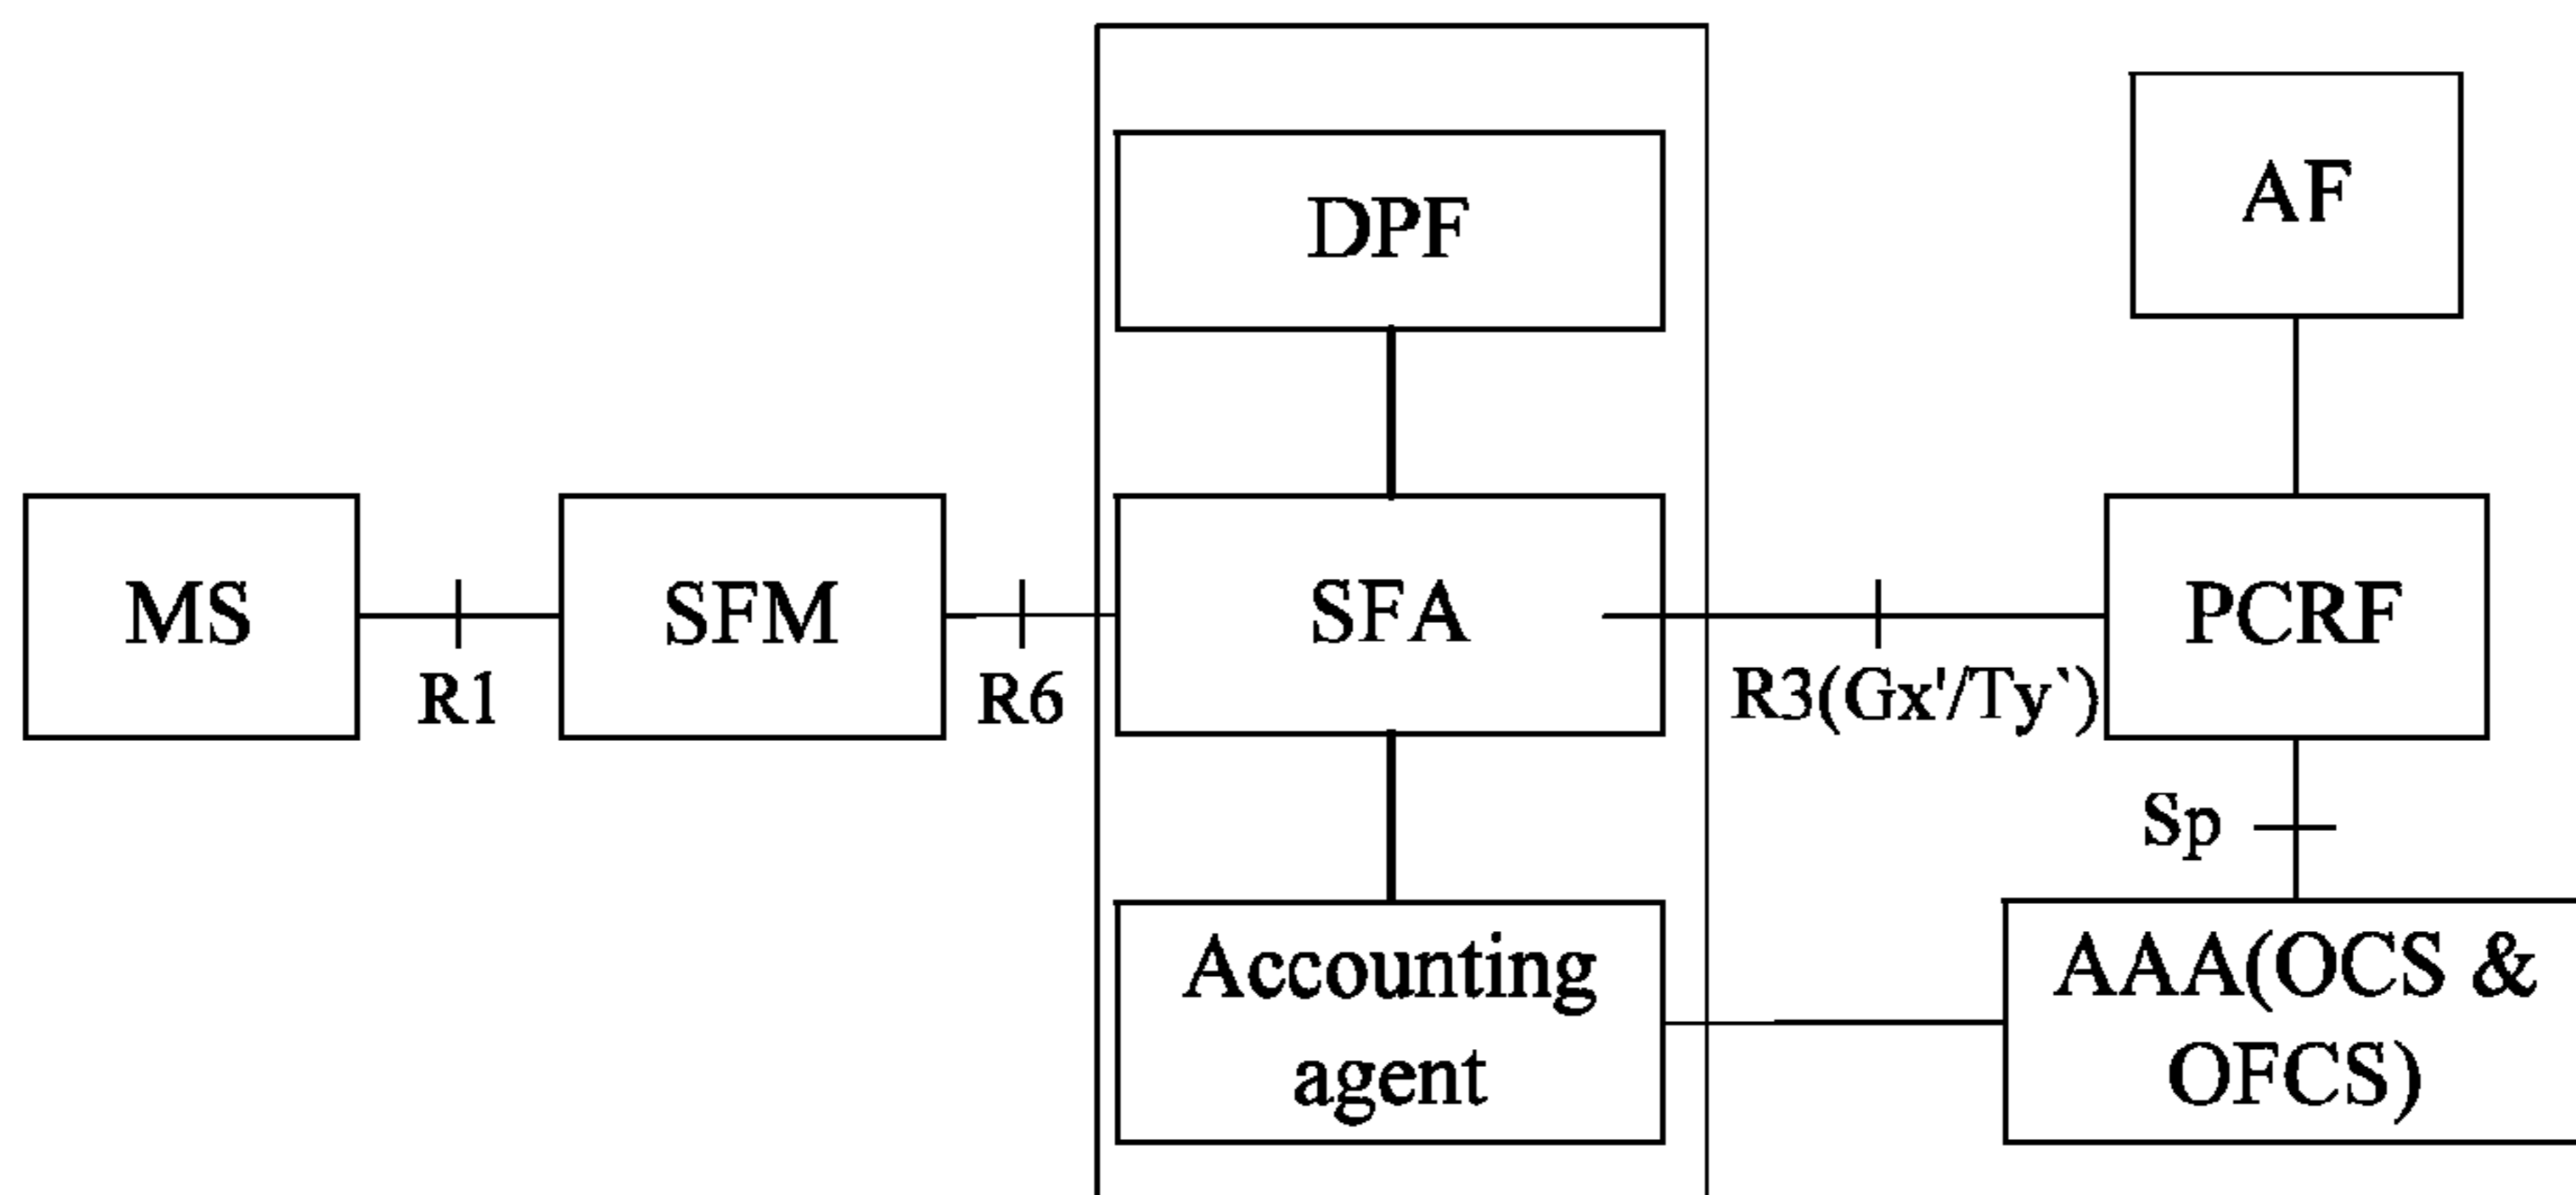 DPF
AF
MS
SFM
SFA
PCRF
R1
R6
R3(Gx'/Ty`)
Sp
Accounting
agent
AAA(OCS &
OFCS)